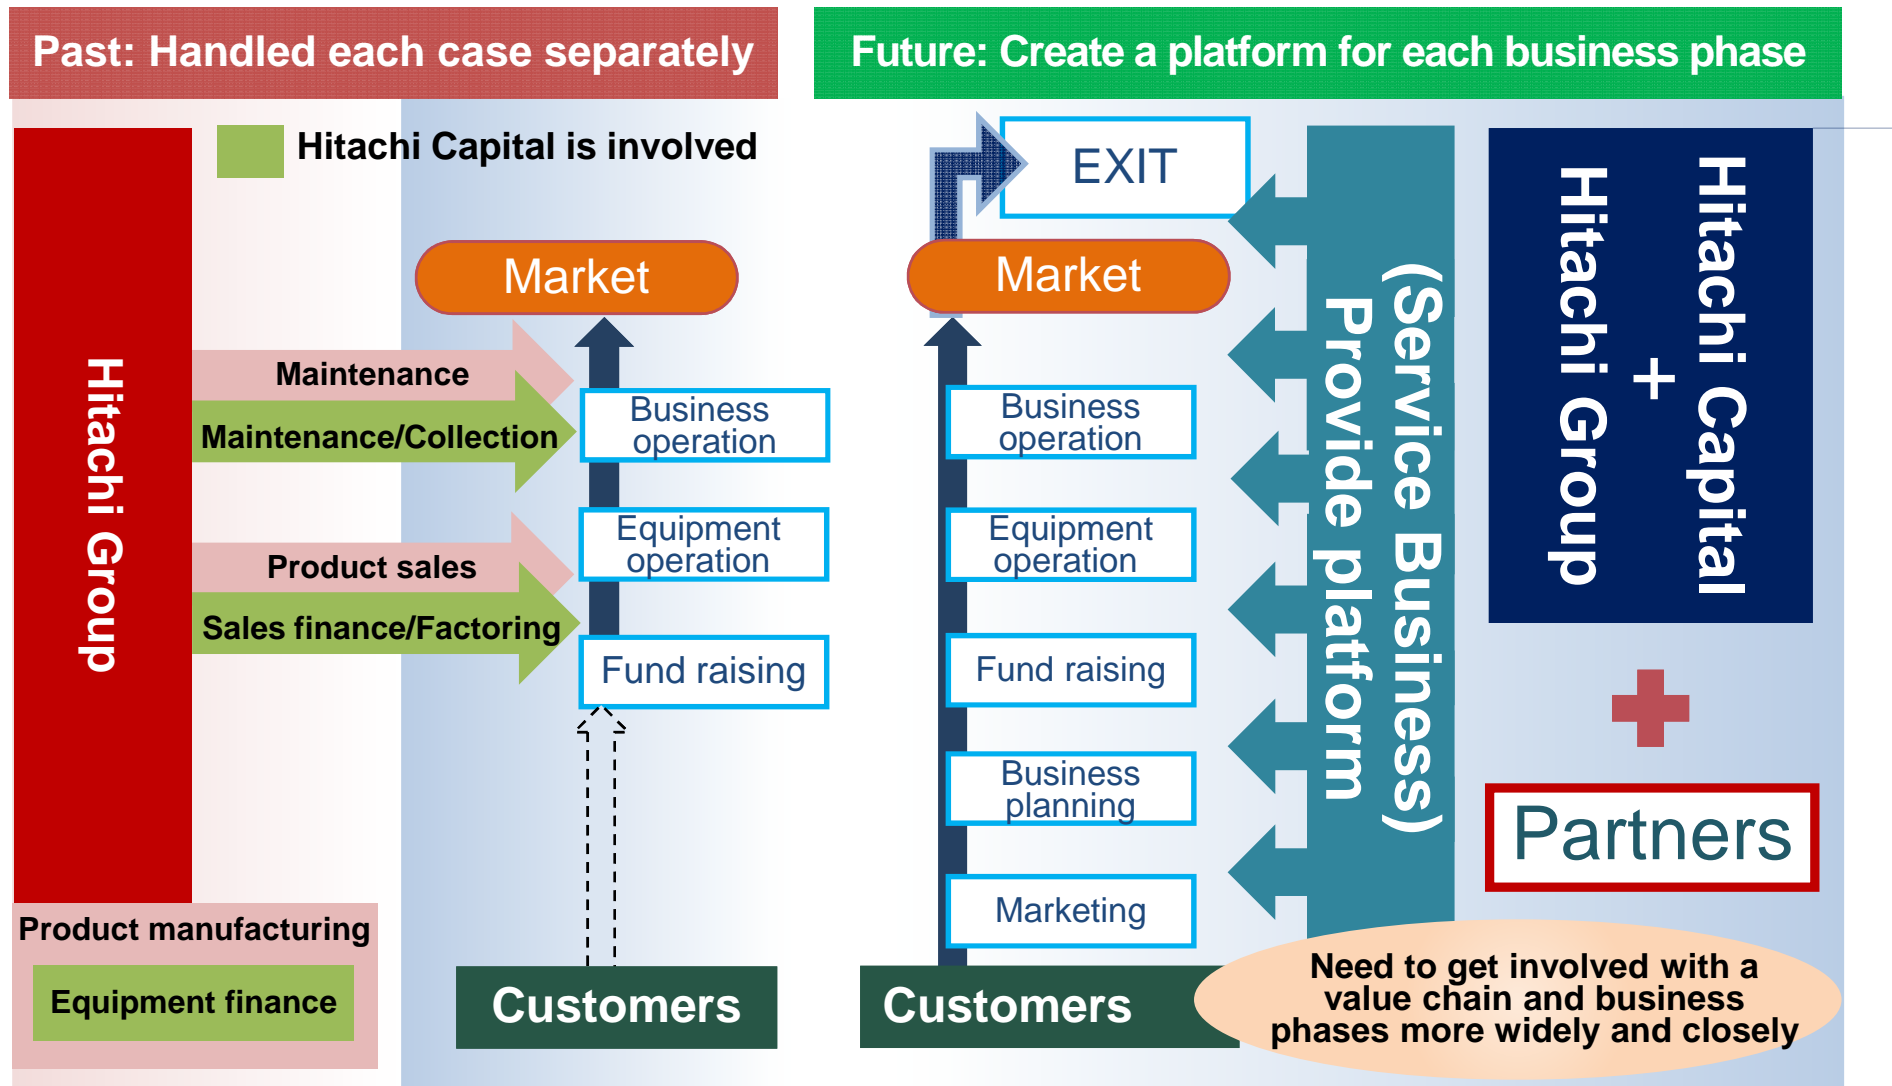 Past: Handled each case separately
Hitachi Capital is involved
Hitachi Group
Market
Maintenance
Maintenance/Collection
Business
operation
Equipment
operation
Product sales
Sales finance/Factoring
Fund raising
Product manufacturing
Equipment finance
Customers
Future: Create a platform for each business phase
EXIT
Market
Business
operation
Equipment
operation
Fund raising
Business
planning
Marketing
Customers
(Service Business)
Provide platform
Hitachi Capital
+
Hitachi Group
Partners
Need to get involved with a
value chain and business
phases more widely and closely